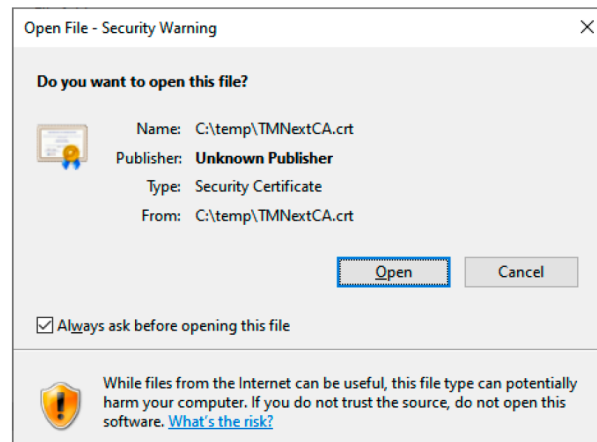 Open File - Security Warning
Do you want to open this file?
Name: C:\temp\TMNextCA.crt
Publisher: Unknown Publisher
Type: Security Certificate
From: C:\temp\TMNextCA.crt
Open Cancel
Always ask before opening this file
While files from the Internet can be useful, this file type can potentially
harm your computer. If you do not trust the source, do not open this
software. What's the risk?